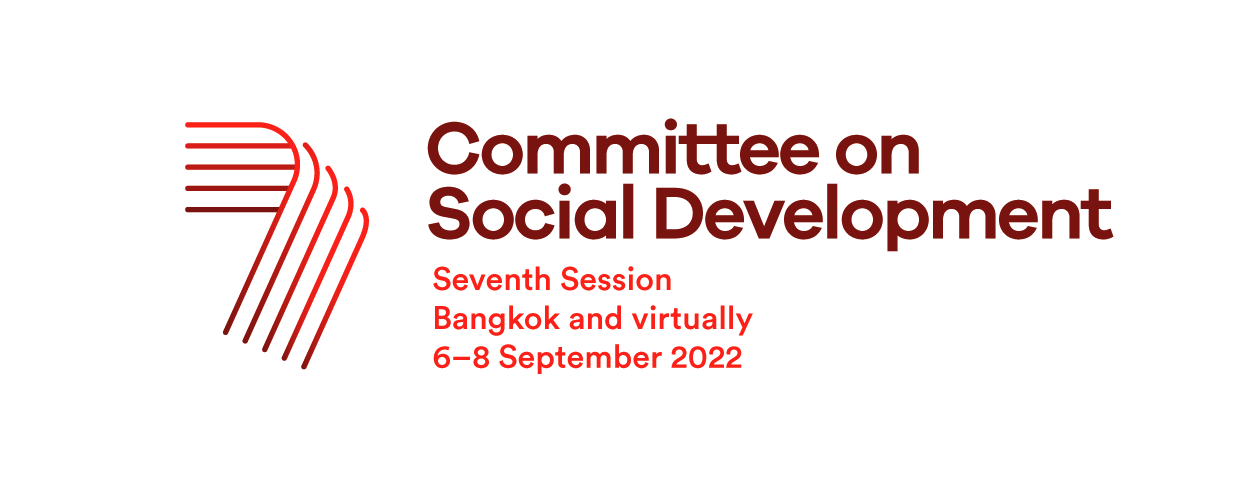 Committee on
Social Development
Seventh Session
Bangkok and virtually
6–8 September 2022